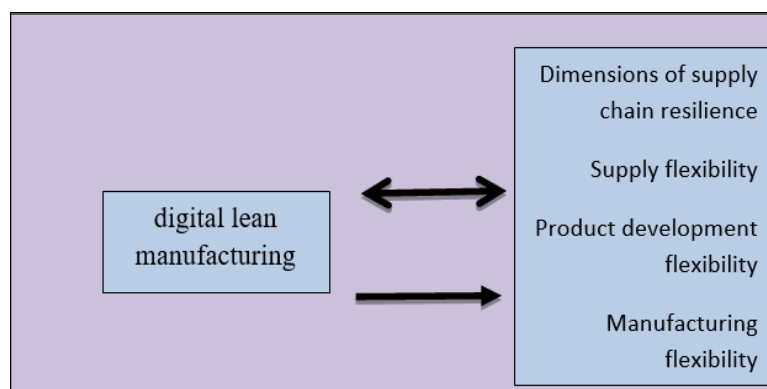 digital lean
manufacturing
Dimensions of supply
chain resilience
Supply flexibility
Product development
flexibility
Manufacturing
flexibility